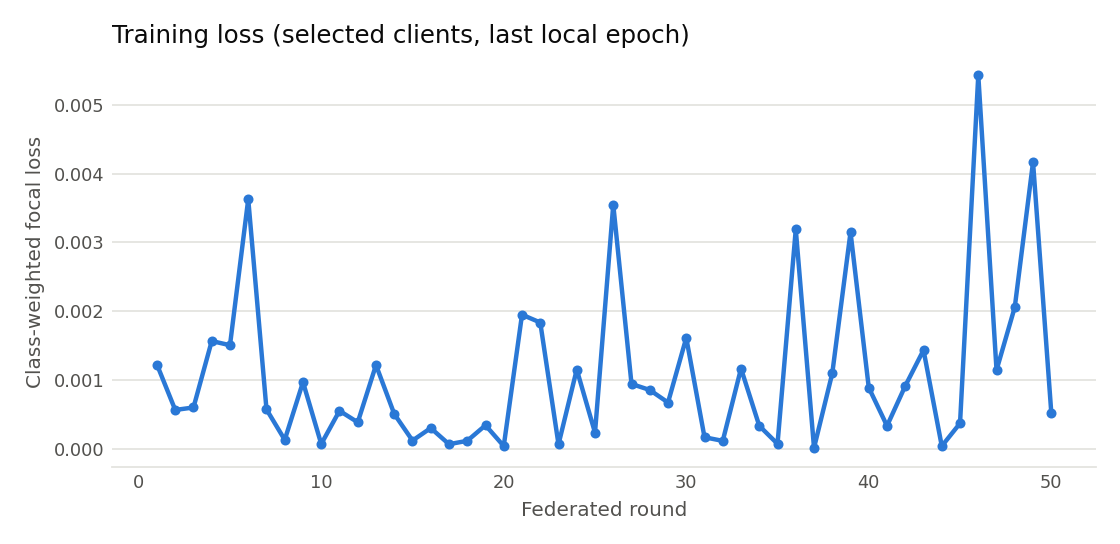 Training loss (selected clients, last local epoch)
Class-weighted focal loss
0.005
0.004
0.003
0.002
0.001
0.000
0 10 20 30 40 50
Federated round